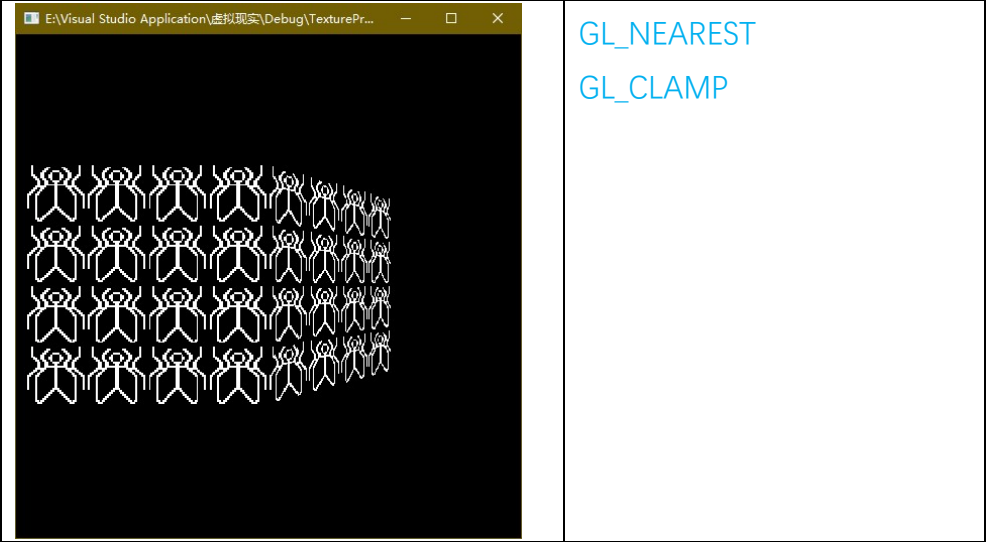 E:\Visual Studio Application\虚拟现实\Debug\TexturePr...
GL_NEAREST
GL_CLAMP